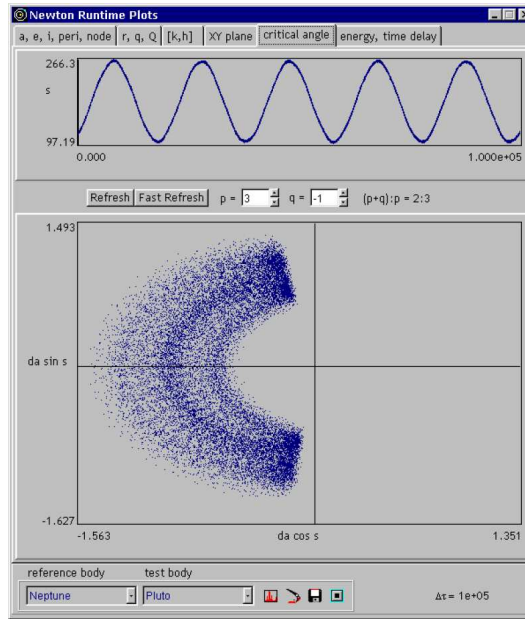 Newton Runtime Plots
a, e, i, peri, node r, q, Q [k,h] XY plane critical angle energy, time delay
266.3
s
97.19
0.000 1.000e+05
Refresh Fast Refresh p = 3 q = -1 (p+q):p = 2:3
1.493
da sin s
-1.627
-1.563 da cos s 1.351
reference body test body
Neptune Pluto Δτ = 1e+05